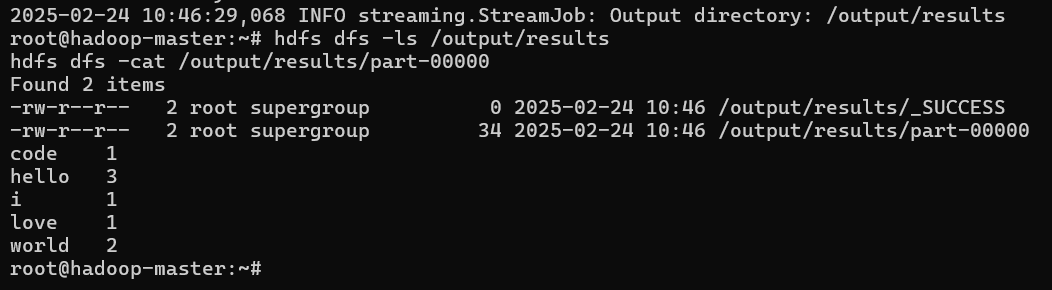 2025-02-24 10:46:29,068 INFO streaming.StreamJob: Output directory: /output/results
root@hadoop-master:~# hdfs dfs -ls /output/results
hdfs dfs -cat /output/results/part-00000
Found 2 items
-rw-r--r--   2 root supergroup          0 2025-02-24 10:46 /output/results/_SUCCESS
-rw-r--r--   2 root supergroup         34 2025-02-24 10:46 /output/results/part-00000
code    1
hello   3
i       1
love    1
world   2
root@hadoop-master:~#